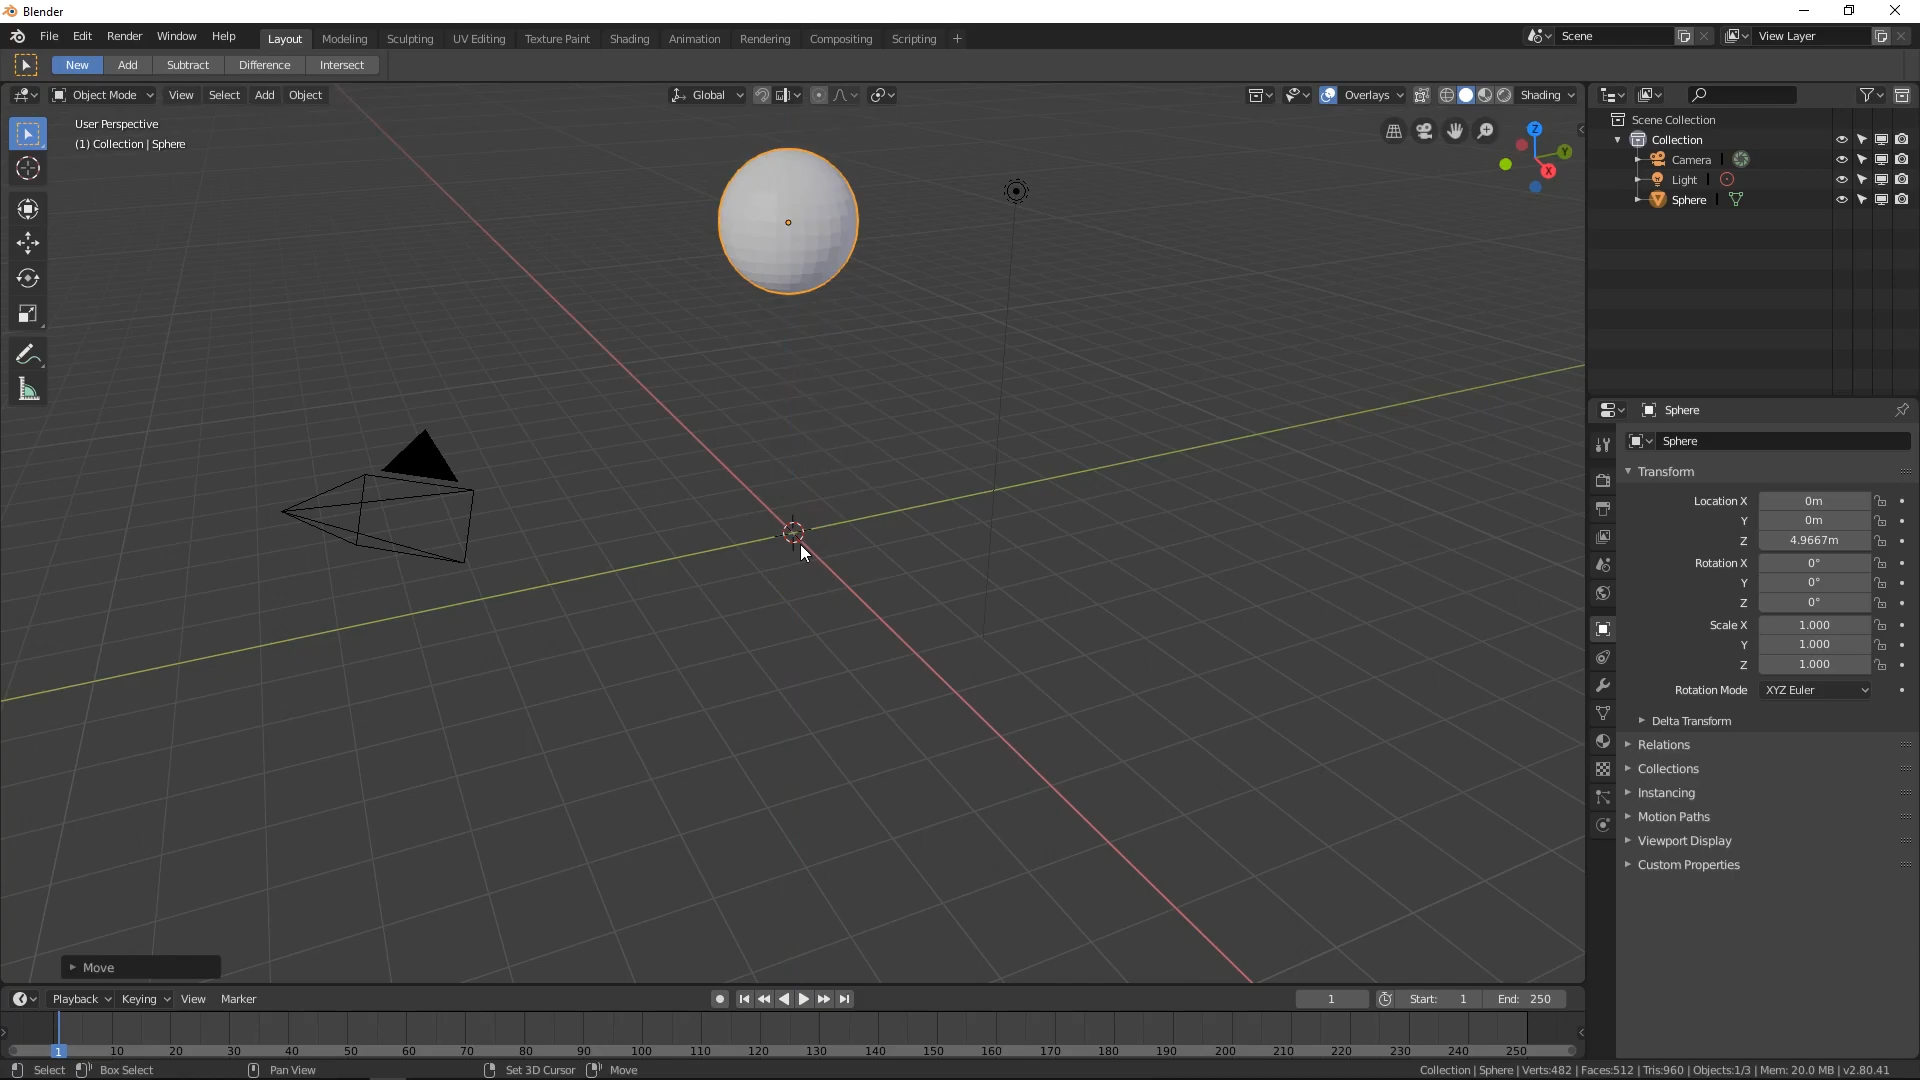 Blender
File Edit Render Window Help Layout Modeling Sculpting UV Editing Texture Paint Shading Animation Rendering Compositing Scripting + Scene View Layer
New Add Subtract Difference Intersect
Object Mode View Select Add Object Global Overlays Shading
User Perspective
(1) Collection | Sphere
Z
Y
X
Scene Collection
Collection
Camera
Light
Sphere
Sphere
Sphere
Transform
Location X 0m
Y 0m
Z 4.9667m
Rotation X 0°
Y 0°
Z 0°
Scale X 1.000
Y 1.000
Z 1.000
Rotation Mode XYZ Euler
Delta Transform
Relations
Collections
Instancing
Motion Paths
Viewport Display
Custom Properties
Move
Playback Keying View Marker 1 Start: 1 End: 250
1 10 20 30 40 50 60 70 80 90 100 110 120 130 140 150 160 170 180 190 200 210 220 230 240 250
Select Box Select Pan View Set 3D Cursor Move Collection | Sphere | Verts:482 | Faces:512 | Tris:960 | Objects:1/3 | Mem: 20.0 MB | v2.80.41